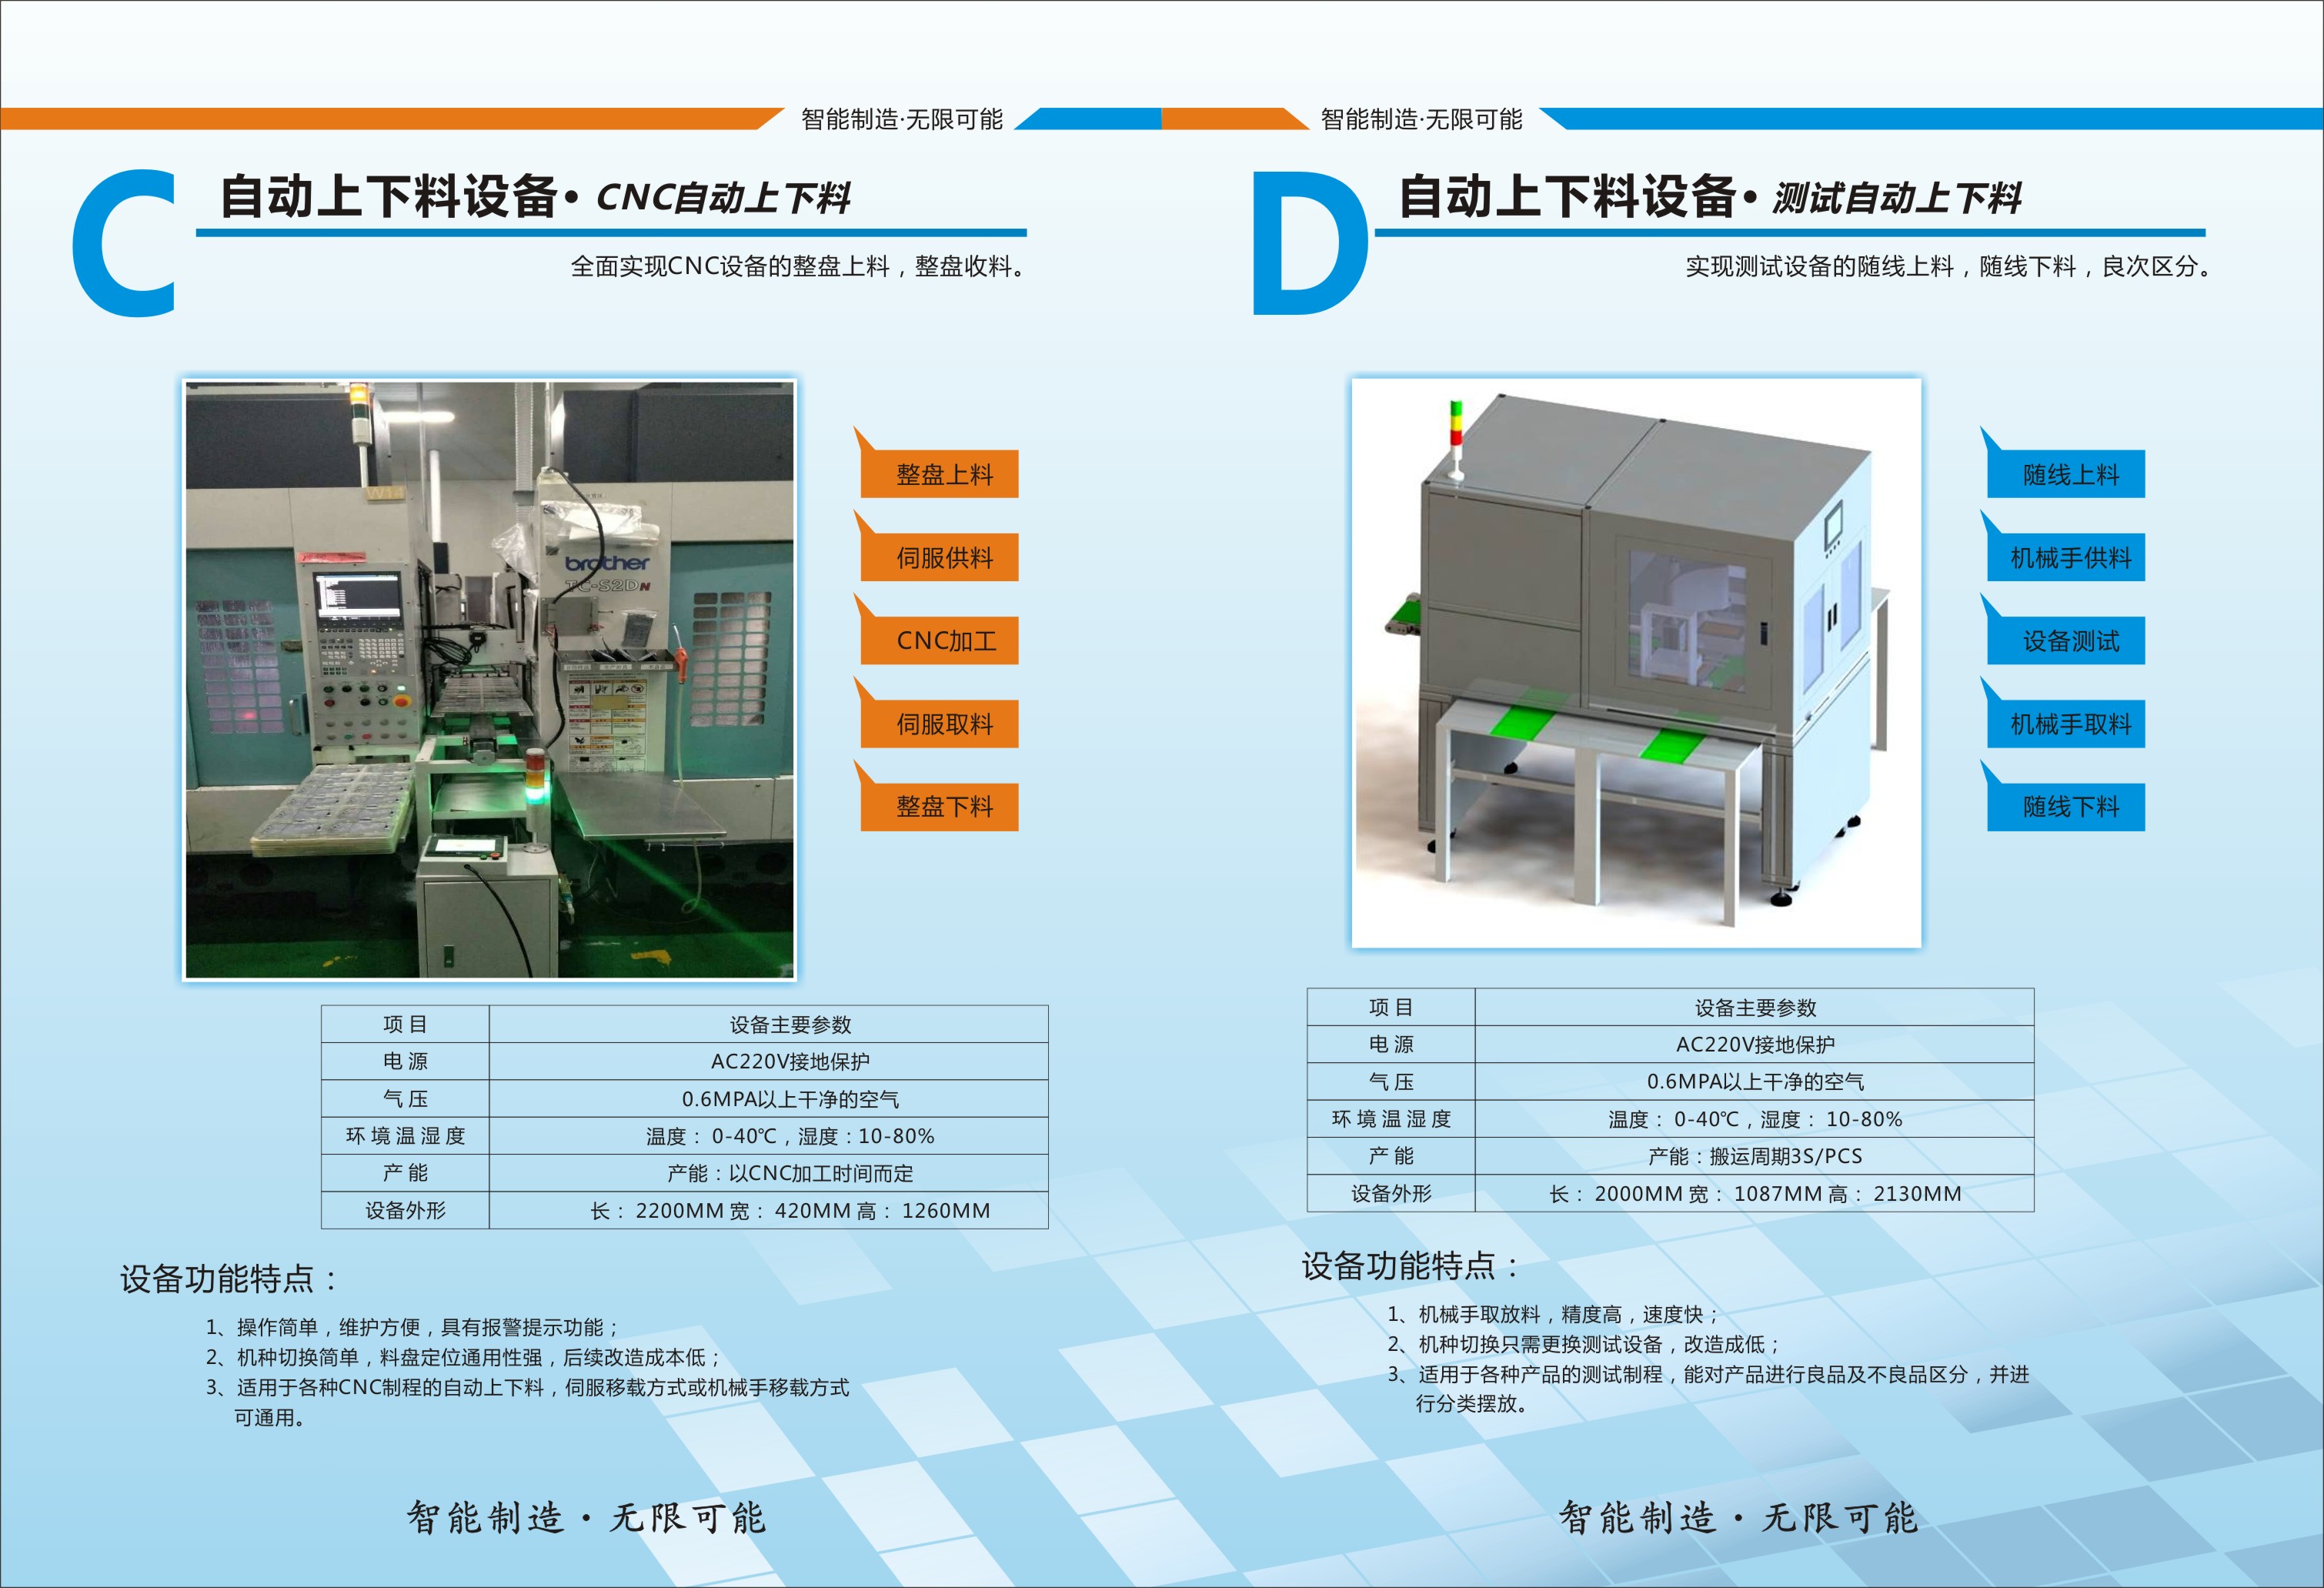 智能制造·无限可能
C
自动上下料设备• CNC自动上下料
全面实现CNC设备的整盘上料，整盘收料。
W14
brother
TC-S2DN
整盘上料
伺服供料
CNC加工
伺服取料
整盘下料
项 目 设备主要参数
电 源 AC220V接地保护
气 压 0.6MPA以上干净的空气
环 境 温 湿 度 温度： 0-40℃，湿度：10-80%
产 能 产能：以CNC加工时间而定
设备外形 长： 2200MM 宽： 420MM 高： 1260MM
设备功能特点：
1、操作简单，维护方便，具有报警提示功能；
2、机种切换简单，料盘定位通用性强，后续改造成本低；
3、适用于各种CNC制程的自动上下料，伺服移载方式或机械手移载方式
可通用。
智能制造·无限可能
智能制造·无限可能
D
自动上下料设备• 测试自动上下料
实现测试设备的随线上料，随线下料，良次区分。
随线上料
机械手供料
设备测试
机械手取料
随线下料
项 目 设备主要参数
电 源 AC220V接地保护
气 压 0.6MPA以上干净的空气
环 境 温 湿 度 温度： 0-40℃，湿度： 10-80%
产 能 产能：搬运周期3S/PCS
设备外形 长： 2000MM 宽： 1087MM 高： 2130MM
设备功能特点：
1、机械手取放料，精度高，速度快；
2、机种切换只需更换测试设备，改造成低；
3、适用于各种产品的测试制程，能对产品进行良品及不良品区分，并进
行分类摆放。
智能制造·无限可能